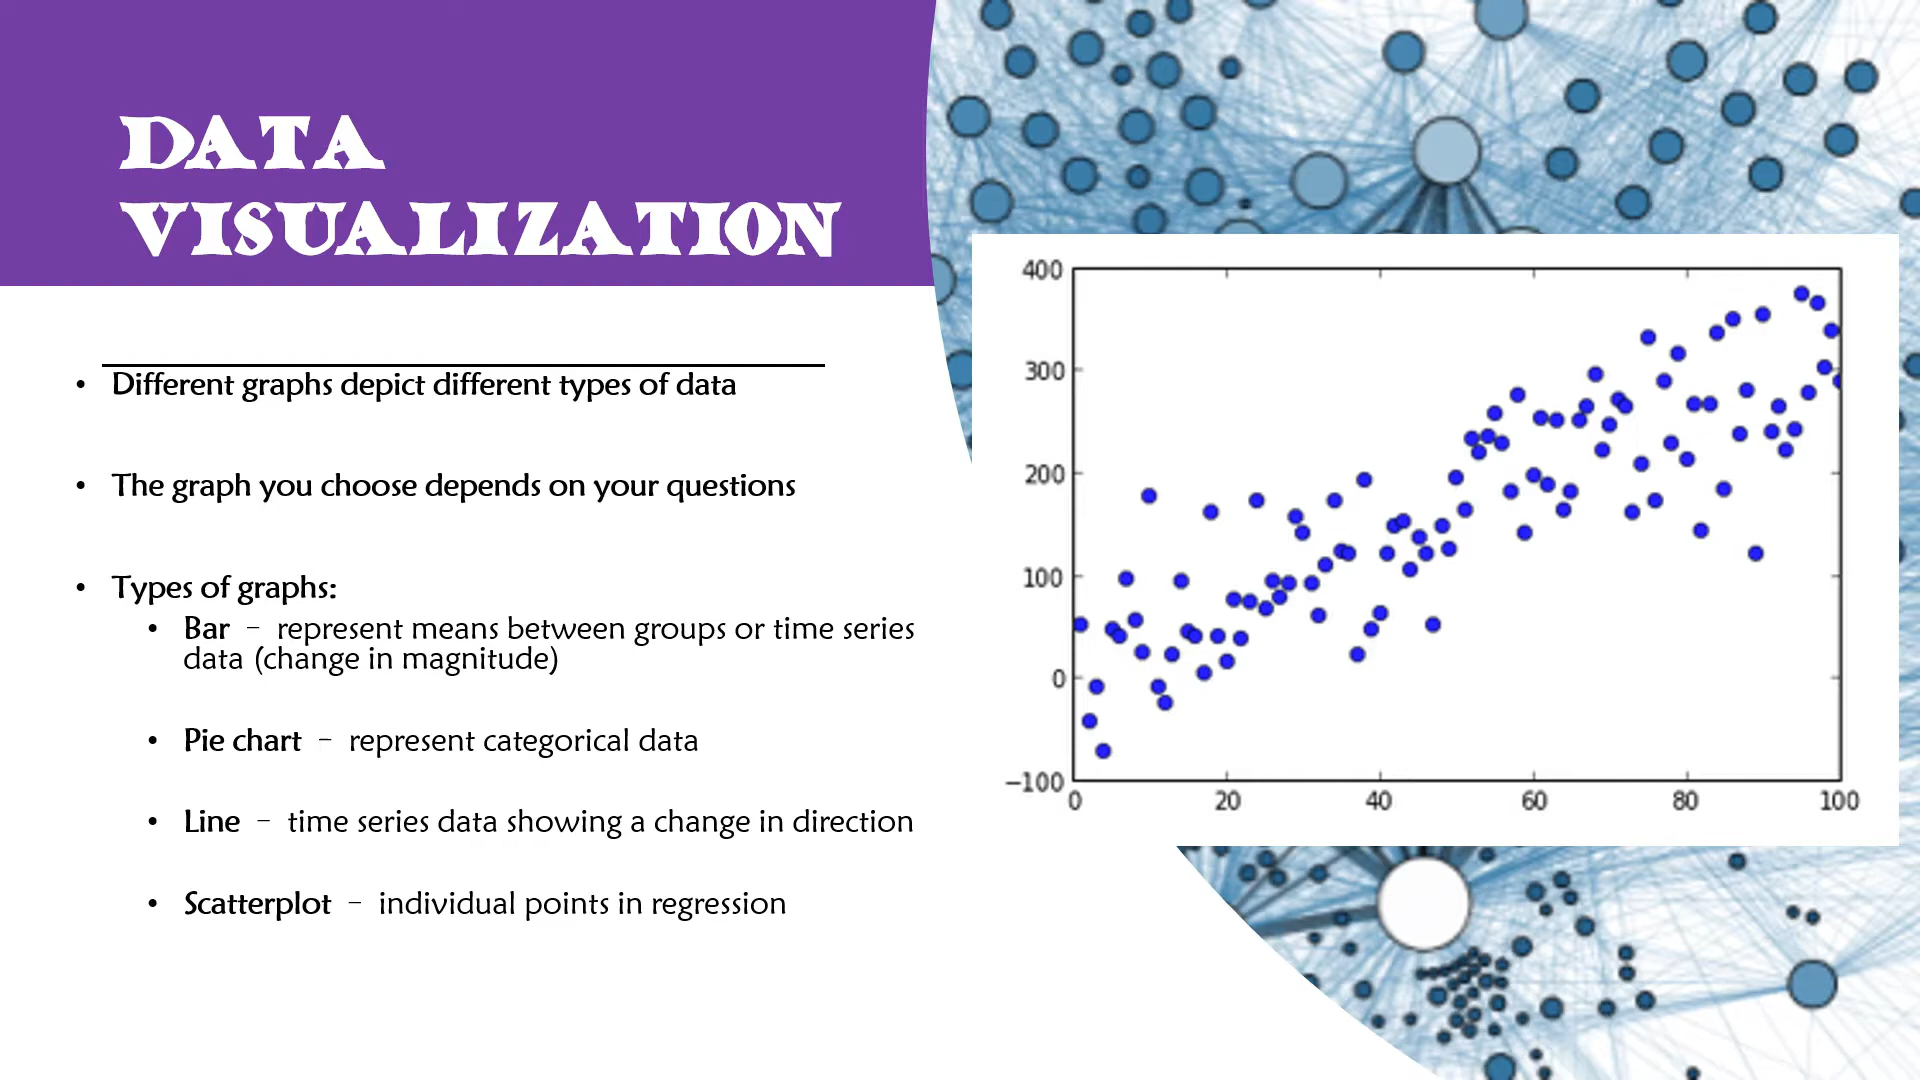 DATA
VISUALIZATION
• Different graphs depict different types of data
• The graph you choose depends on your questions
• Types of graphs:
• Bar – represent means between groups or time series
data (change in magnitude)
• Pie chart – represent categorical data
• Line – time series data showing a change in direction
• Scatterplot – individual points in regression
400
300
200
100
0
−100
0 20 40 60 80 100